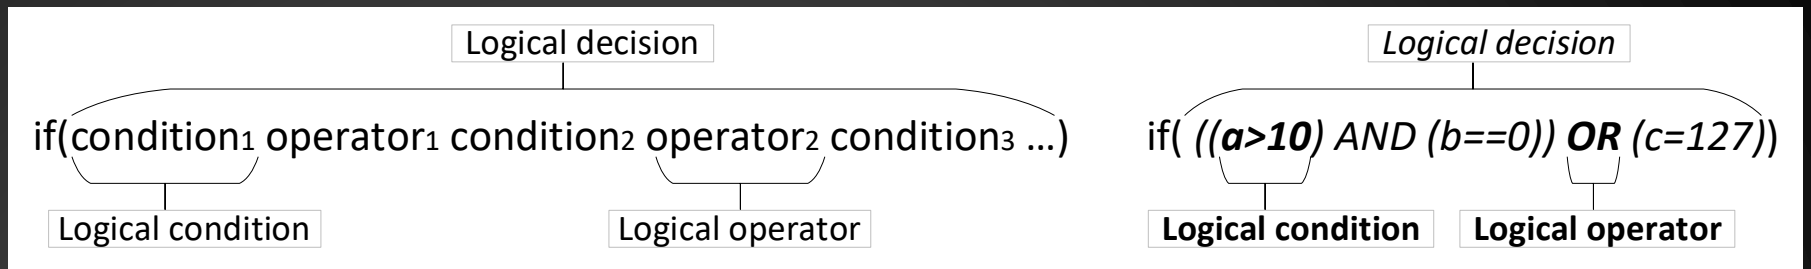 Logical decision
if(condition1 operator1 condition2 operator2 condition3 ...)
Logical condition
Logical operator
Logical decision
if( ((a>10) AND (b==0)) OR (c=127))
Logical condition
Logical operator